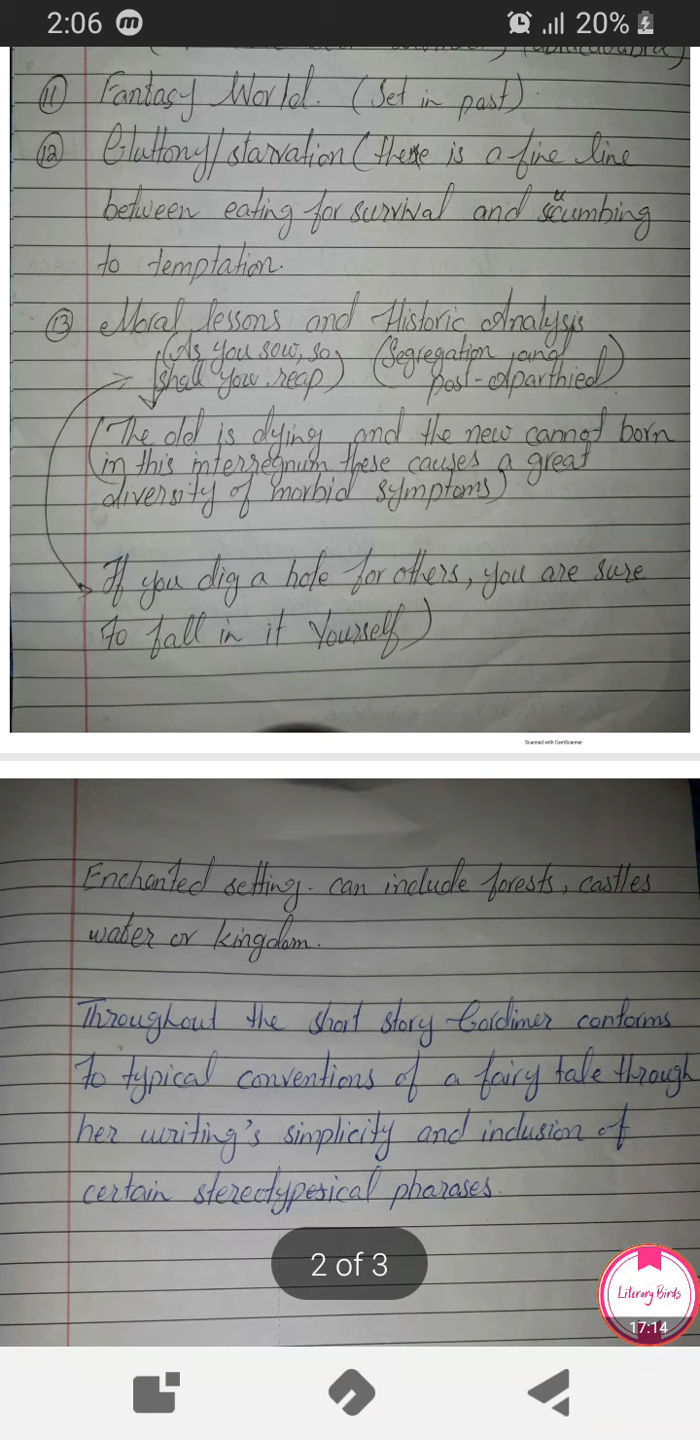 2:06 m 20%
(abracadabra)
11 Fantasy World. (Set in past)
12 Gluttony/starvation (there is a fine line
between eating for survival and scumbing
to temptation.
13 Moral lessons and Historic Analysis
(As you sow, so (Segregation and
shall you reap) post-Aparthied)
(The old is dying and the new cannot born
in this interregnum these causes a great
diversity of morbid symptoms)
If you dig a hole for others, you are sure
to fall in it Yourself)
Scanned with CamScanner
Enchanted setting - can include forests, castles
water or kingdom.
Throughout the short story Gordimer conforms
to typical conventions of a fairy tale through
her writing's simplicity and inclusion of
certain stereotypesical pharases.
2 of 3
Literary Birds
17:14